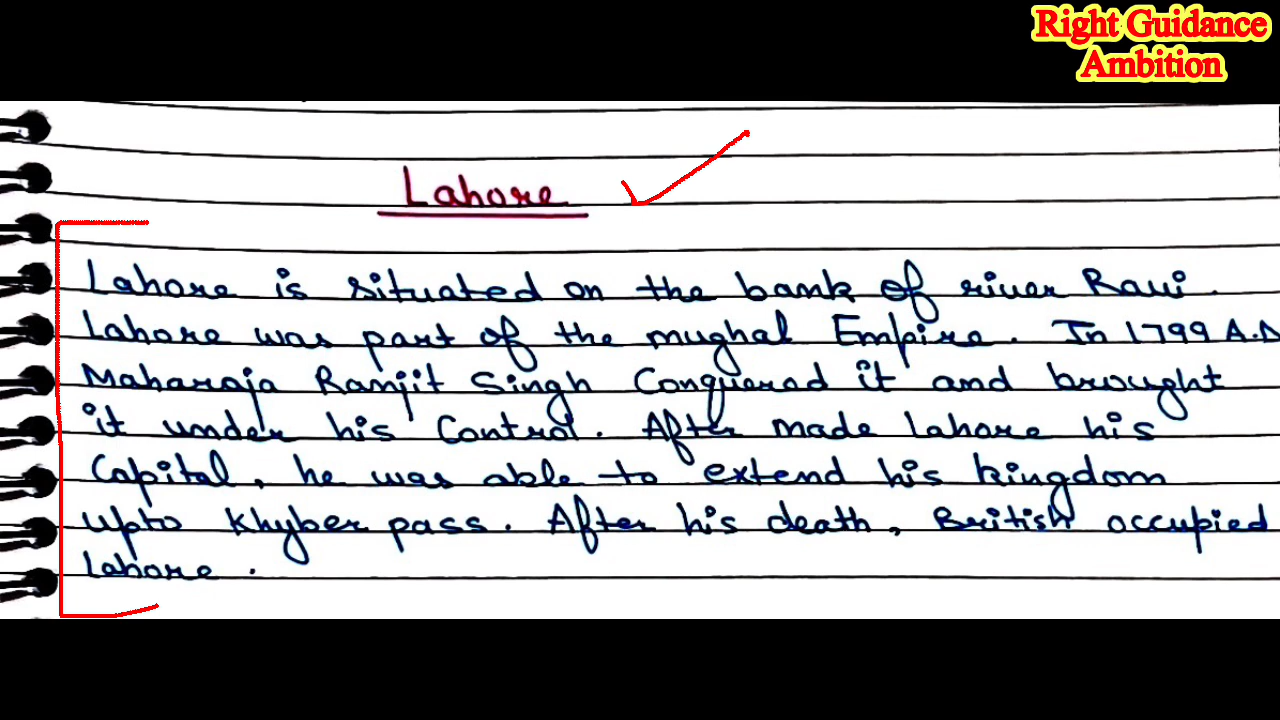 Right Guidance
Ambition
Lahore
Lahore is situated on the bank of river Ravi.
Lahore was part of the mughal Empire. In 1799 A.D
Maharaja Ranjit Singh Conquered it and brought
it under his Control. After made Lahore his
Capital, he was able to extend his kingdom
upto Khyber pass. After his death, British occupied
Lahore.